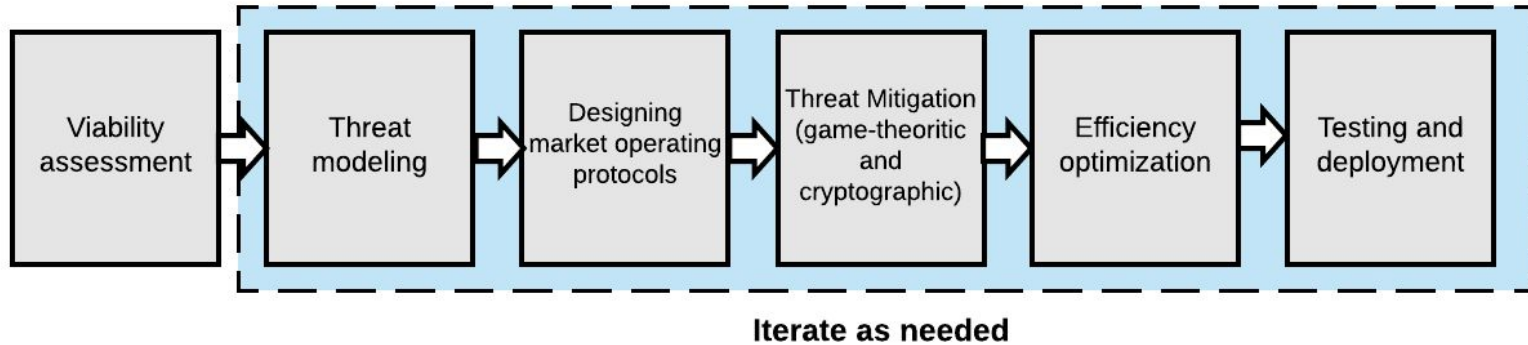 Viability
assessment
Threat
modeling
Designing
market operating
protocols
Threat Mitigation
(game-theoritic
and
cryptographic)
Efficiency
optimization
Testing and
deployment
Iterate as needed